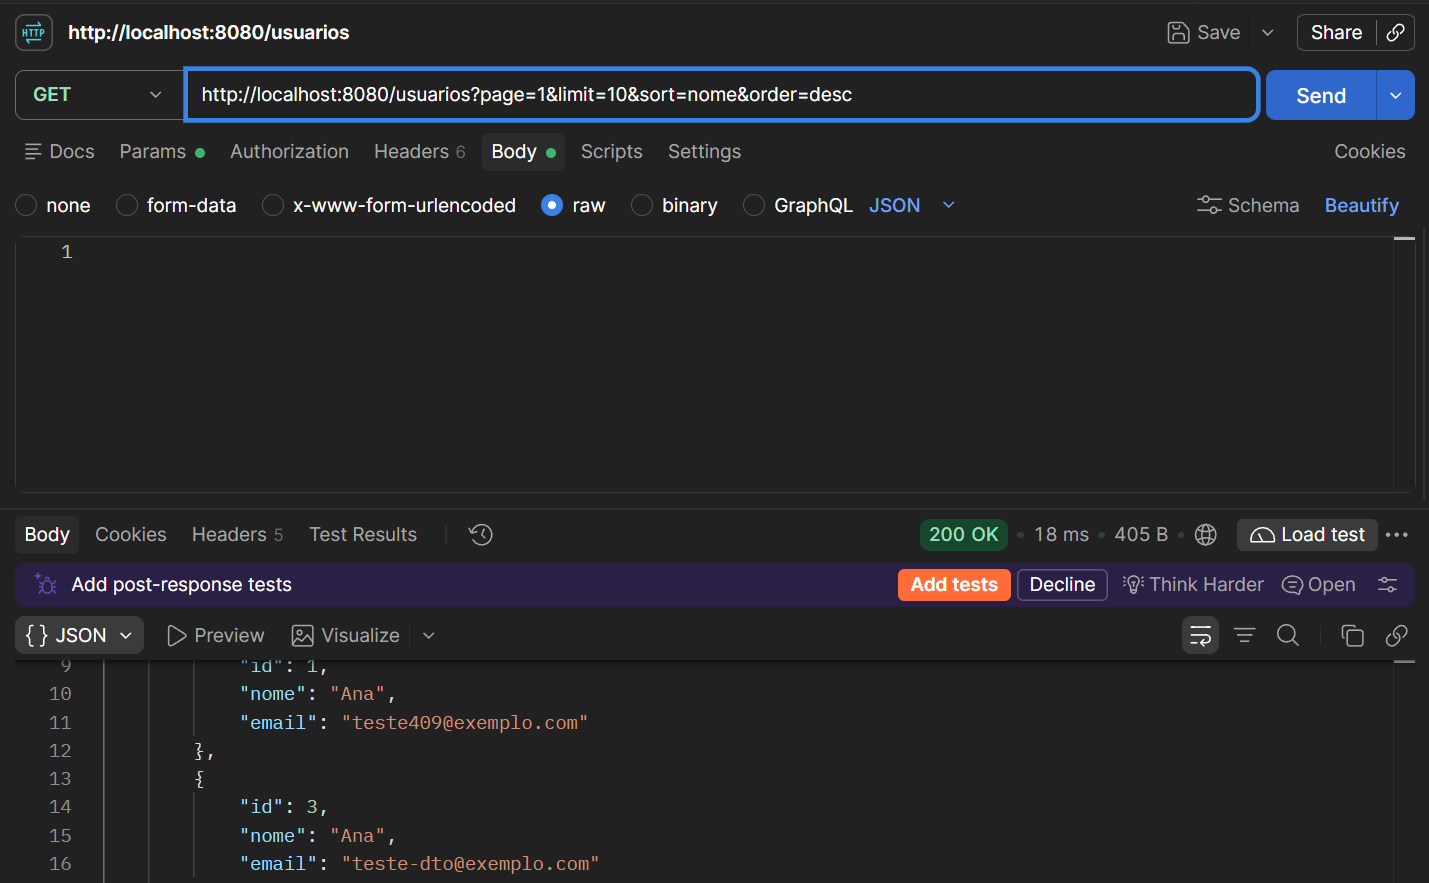 HTTP http://localhost:8080/usuarios Save Share
GET http://localhost:8080/usuarios?page=1&limit=10&sort=nome&order=desc Send
Docs Params Authorization Headers 6 Body Scripts Settings Cookies
none form-data x-www-form-urlencoded raw binary GraphQL JSON Schema Beautify
1
Body Cookies Headers 5 Test Results 200 OK 18 ms 405 B Load test
Add post-response tests Add tests Decline Think Harder Open
{} JSON Preview Visualize
9 "id": 1,
10 "nome": "Ana",
11 "email": "teste409@exemplo.com"
12 },
13 {
14 "id": 3,
15 "nome": "Ana",
16 "email": "teste-dto@exemplo.com"